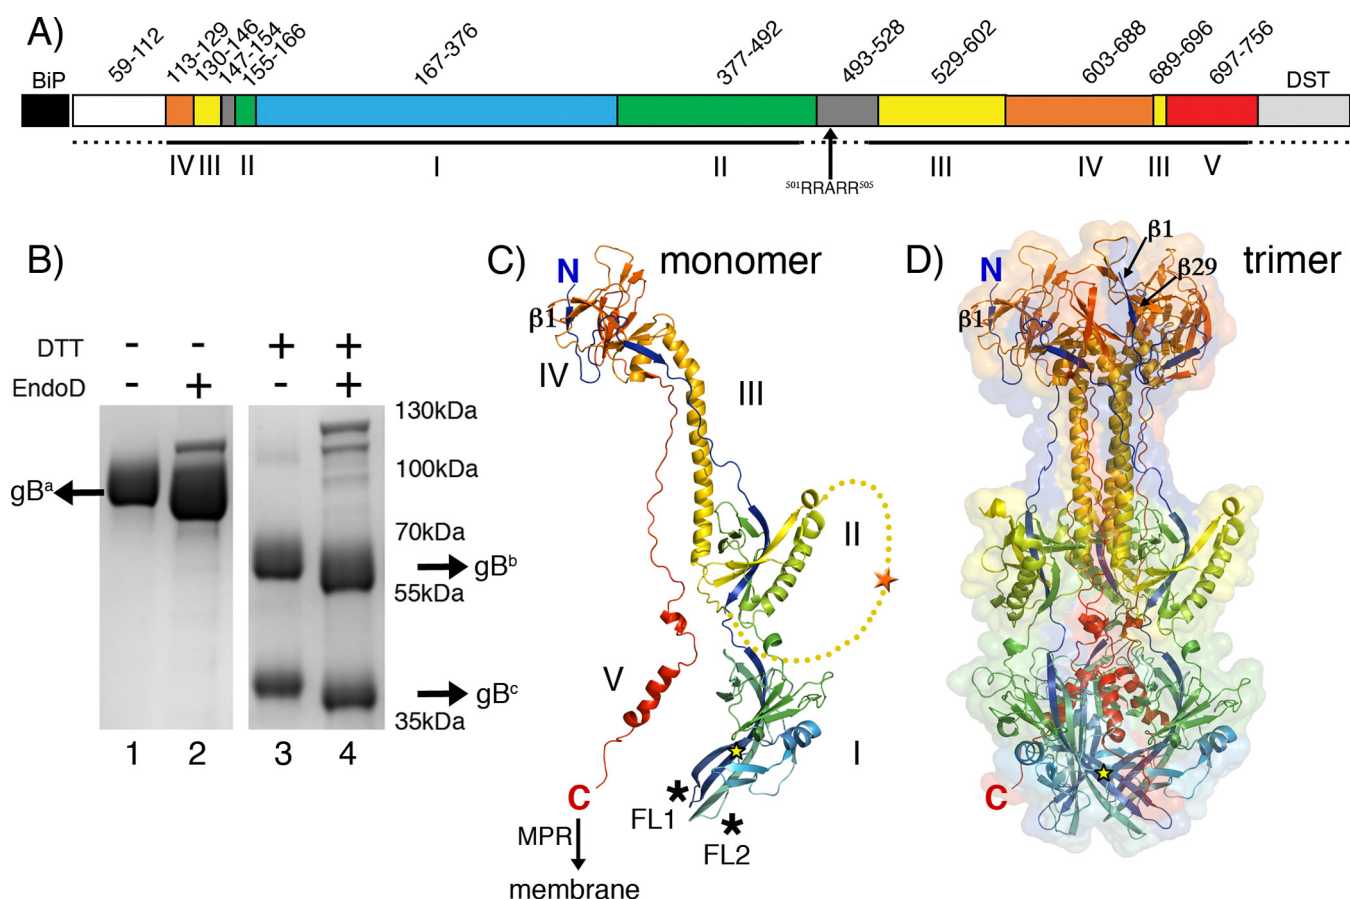 A)
59-112
113-129
130-146
147-154
155-166
167-376
377-492
493-528
529-602
603-688
689-696
697-756
BiP
DST
IV III II I II III IV III V
⁵⁰¹RRARR⁵⁰⁵
B)
DTT - - + +
EndoD - + - +
130kDa
100kDa
70kDa
55kDa
35kDa
gBᵃ
gBᵇ
gBᶜ
1 2 3 4
C) monomer
N
β1
IV
III
II
V
I
C
FL1
FL2
MPR
membrane
D) trimer
N
β1
β29
β1
C